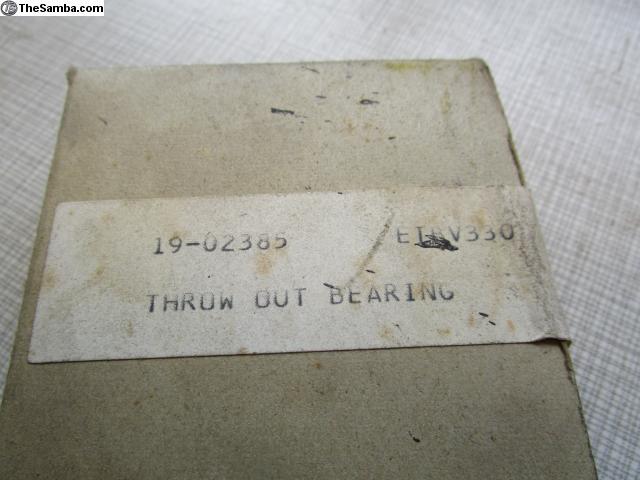 TheSamba.com
19-02385
THROW OUT BEARING